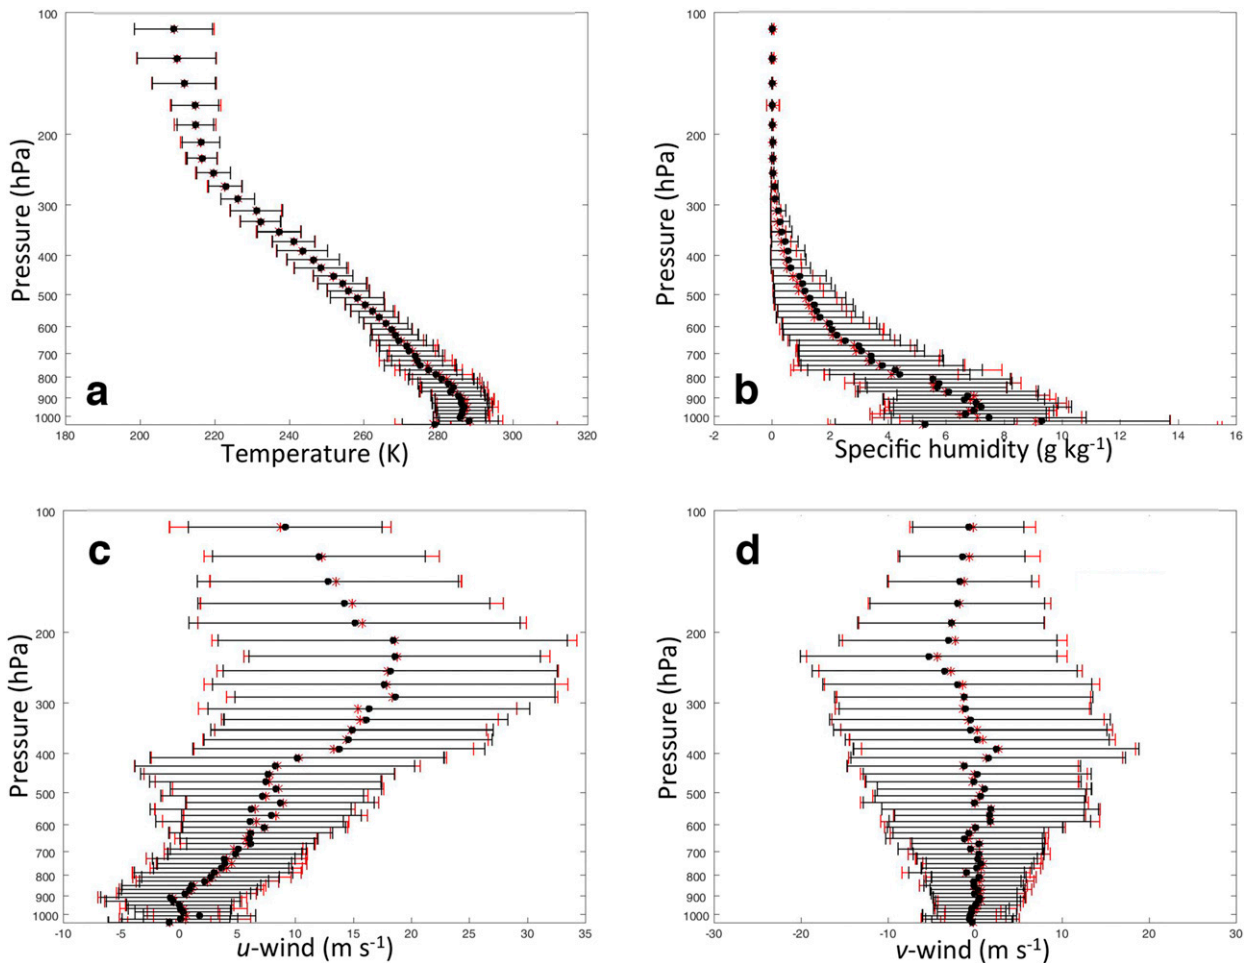 100
200
300
400
500
600
700
800
900
1000
Pressure (hPa)
a
180 200 220 240 260 280 300 320
Temperature (K)
100
200
300
400
500
600
700
800
900
1000
Pressure (hPa)
b
-2 0 2 4 6 8 10 12 14 16
Specific humidity (g kg⁻¹)
100
200
300
400
500
600
700
800
900
1000
Pressure (hPa)
c
-10 -5 0 5 10 15 20 25 30 35
u-wind (m s⁻¹)
100
200
300
400
500
600
700
800
900
1000
Pressure (hPa)
d
-30 -20 -10 0 10 20 30
v-wind (m s⁻¹)